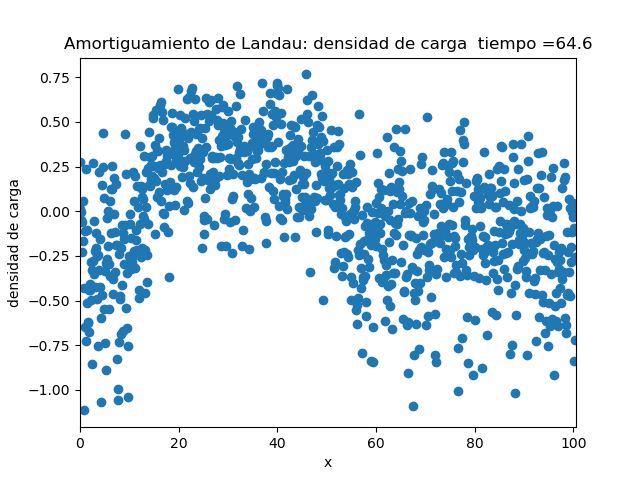 Amortiguamiento de Landau: densidad de carga  tiempo =64.6
0.75
0.50
0.25
0.00
−0.25
−0.50
−0.75
−1.00
densidad de carga
0 20 40 60 80 100
x